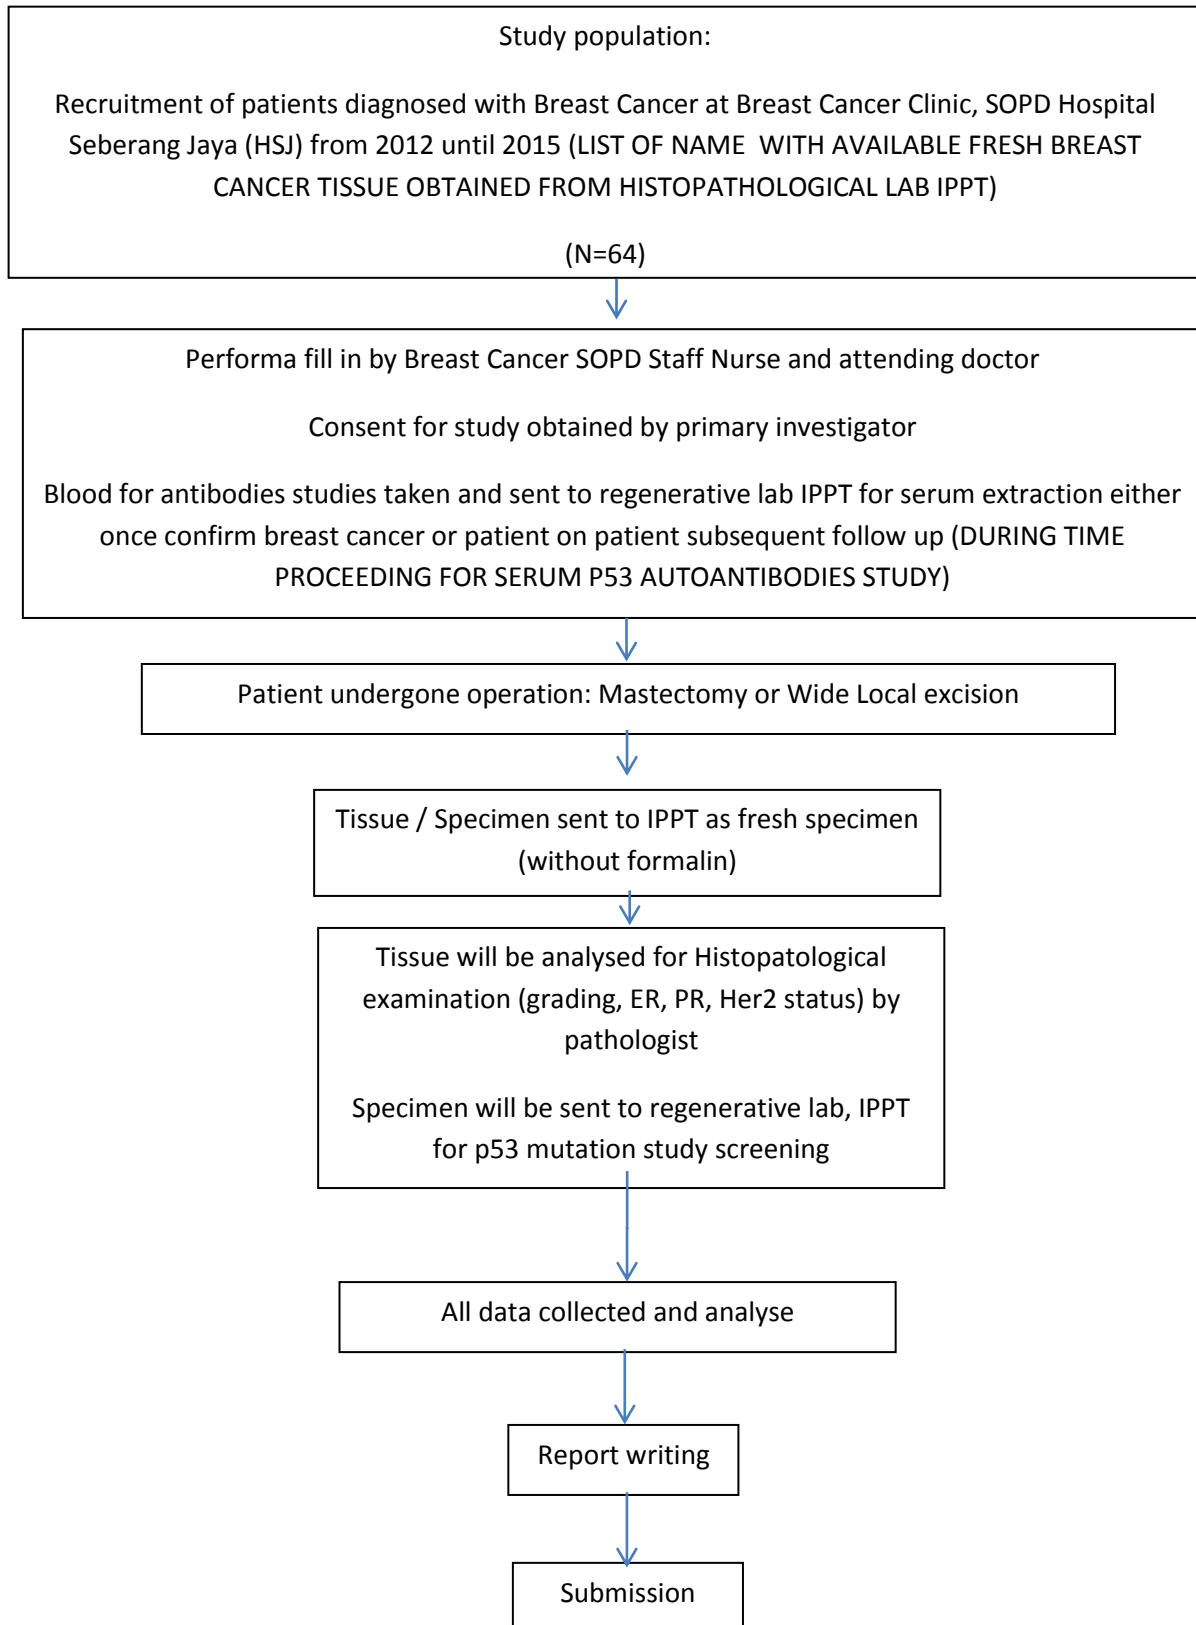 Study population:
Recruitment of patients diagnosed with Breast Cancer at Breast Cancer Clinic, SOPD Hospital
Seberang Jaya (HSJ) from 2012 until 2015 (LIST OF NAME  WITH AVAILABLE FRESH BREAST
CANCER TISSUE OBTAINED FROM HISTOPATHOLOGICAL LAB IPPT)
(N=64)
Performa fill in by Breast Cancer SOPD Staff Nurse and attending doctor
Consent for study obtained by primary investigator
Blood for antibodies studies taken and sent to regenerative lab IPPT for serum extraction either
once confirm breast cancer or patient on patient subsequent follow up (DURING TIME
PROCEEDING FOR SERUM P53 AUTOANTIBODIES STUDY)
Patient undergone operation: Mastectomy or Wide Local excision
Tissue / Specimen sent to IPPT as fresh specimen
(without formalin)
Tissue will be analysed for Histopatological
examination (grading, ER, PR, Her2 status) by
pathologist
Specimen will be sent to regenerative lab, IPPT
for p53 mutation study screening
All data collected and analyse
Report writing
Submission